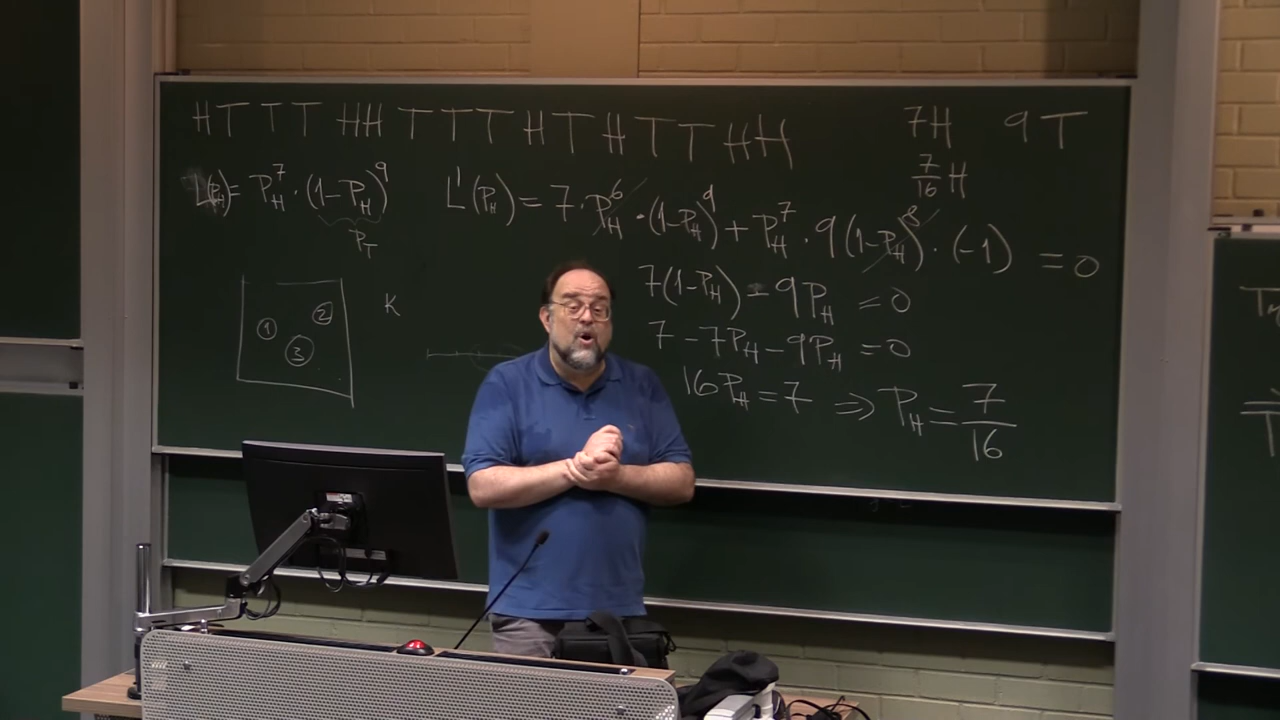 HTTT HH TTT HTHTTHH 7H 9T
7/16 H
L(P_H) = P_H^7 · (1-P_H)^9 L'(P_H) = 7 · P_H^6 · (1-P_H)^9 + P_H^7 · 9(1-P_H)^8 · (-1) = 0
P_T
7(1-P_H) - 9P_H = 0
1 2 3 K
7 - 7P_H - 9P_H = 0
16P_H = 7 ⇒ P_H = 7/16